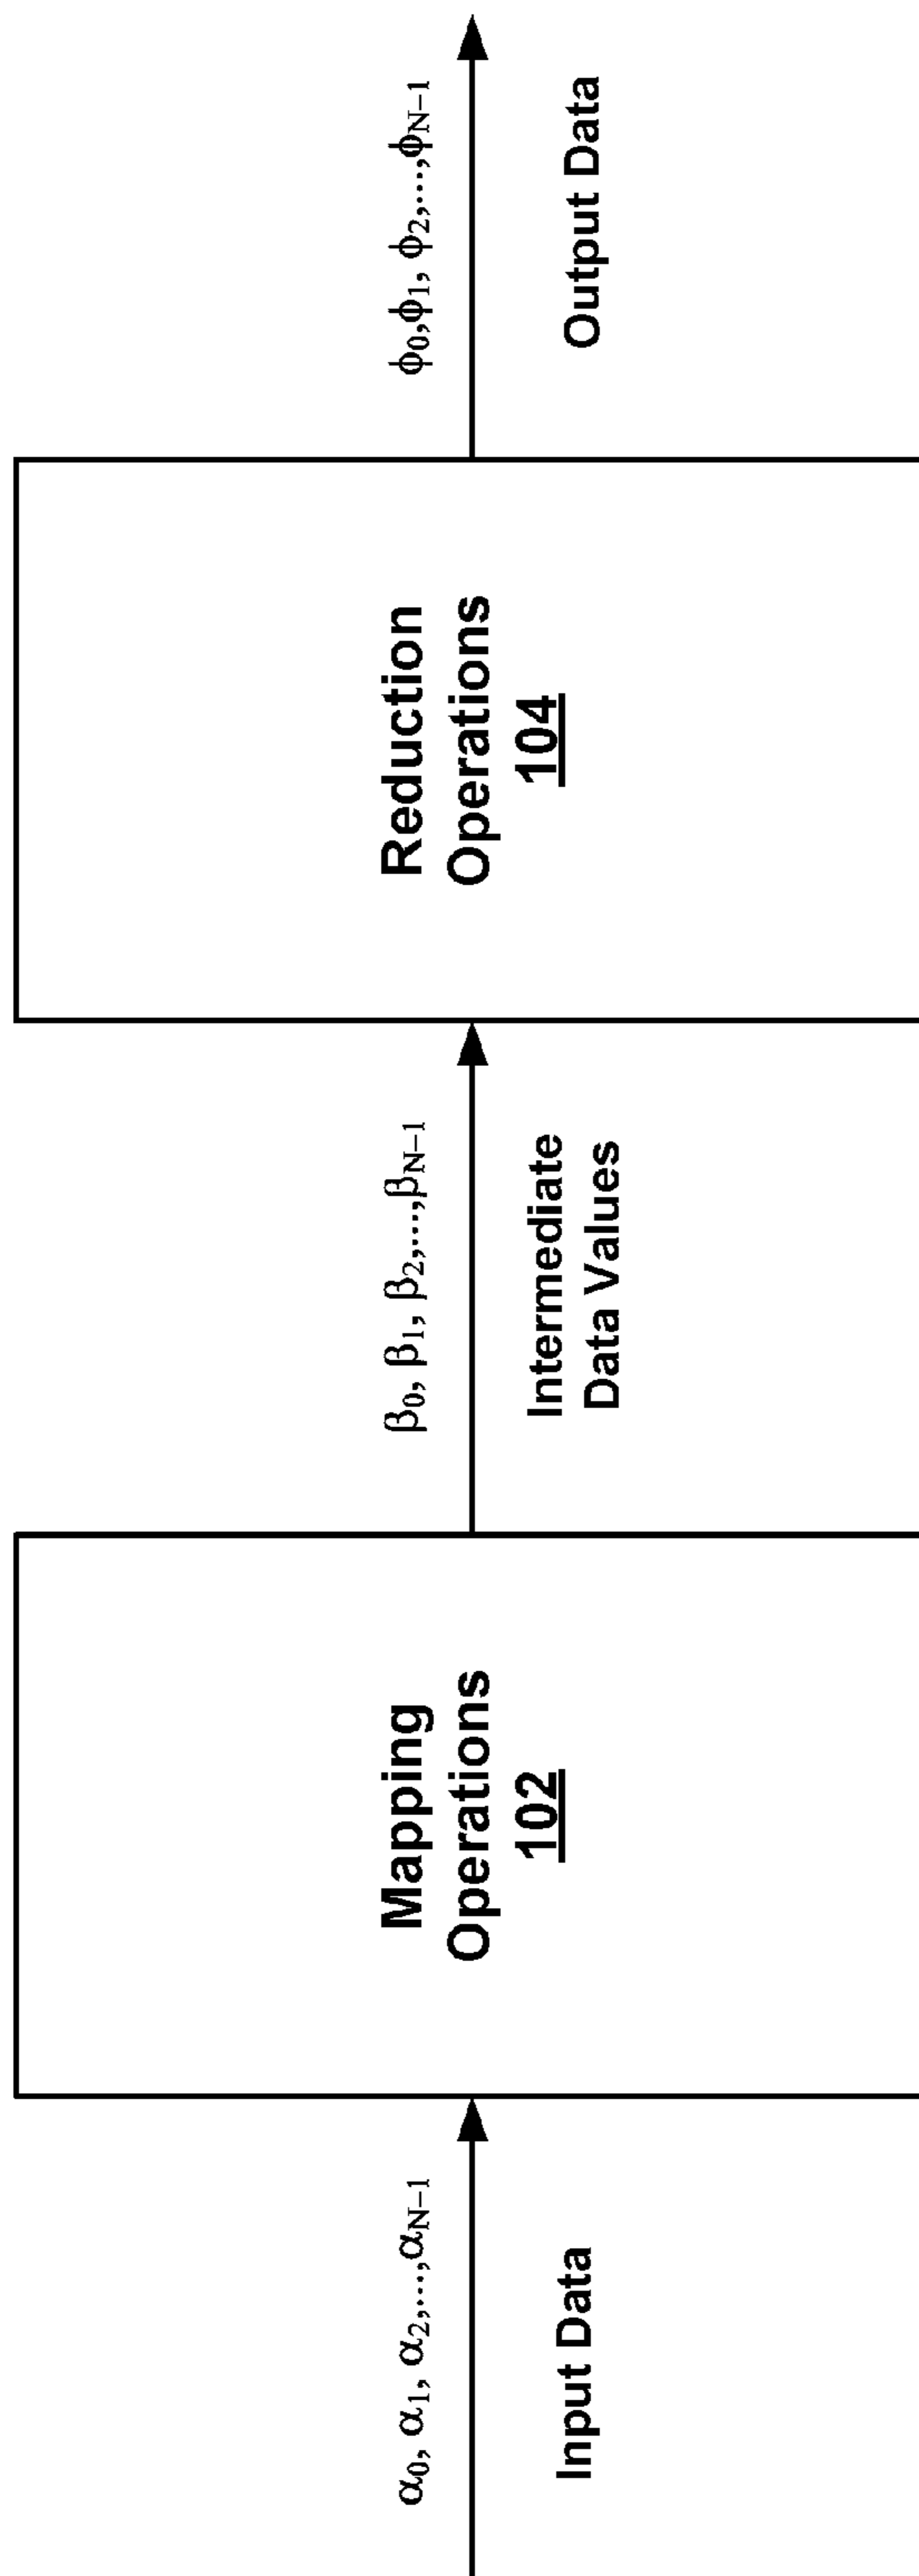 α₀, α₁, α₂,...,αN−1
Input Data
Mapping
Operations
102
β₀, β₁, β₂,...,βN−1
Intermediate
Data Values
Reduction
Operations
104
ϕ₀,ϕ₁, ϕ₂,...,ϕN−1
Output Data